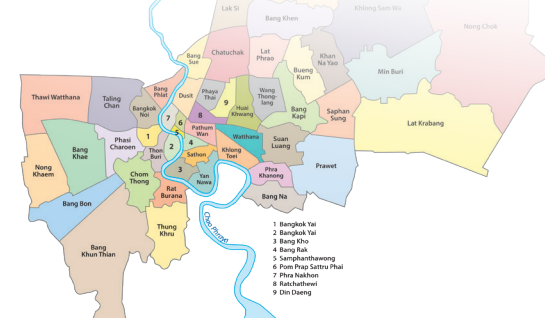 Lak Si
Bang Khen
Khlong Sam Wa
Nong Chok
Bang
Sue
Chatuchak
Lat
Phrao
Khan
Na Yao
Bueng
Kum
Min Buri
Thawi Watthana
Taling
Chan
Bang
Phlat
Dusit
Phaya
Thai
9
Huai
Khwang
Wang
Thong-
lang
Bang
Kapi
Saphan
Sung
Lat Krabang
Bangkok
Noi
7
6
8
5
1
Pathum
Wan
Watthana
Suan
Luang
Prawet
Bang
Khae
Phasi
Charoen
Thon
Buri
2
4
Sathon
Khlong
Toei
Nong
Khaem
Chom
Thong
3
Yan
Nawa
Phra
Khanong
Bang Bon
Rat
Burana
Bang Na
Thung
Khru
Chao Phraya
Bang
Khun Thian
1 Bangkok Yai
2 Bangkok Yai
3 Bang Kho
4 Bang Rak
5 Samphanthawong
6 Pom Prap Sattru Phai
7 Phra Nakhon
8 Ratchathewi
9 Din Daeng